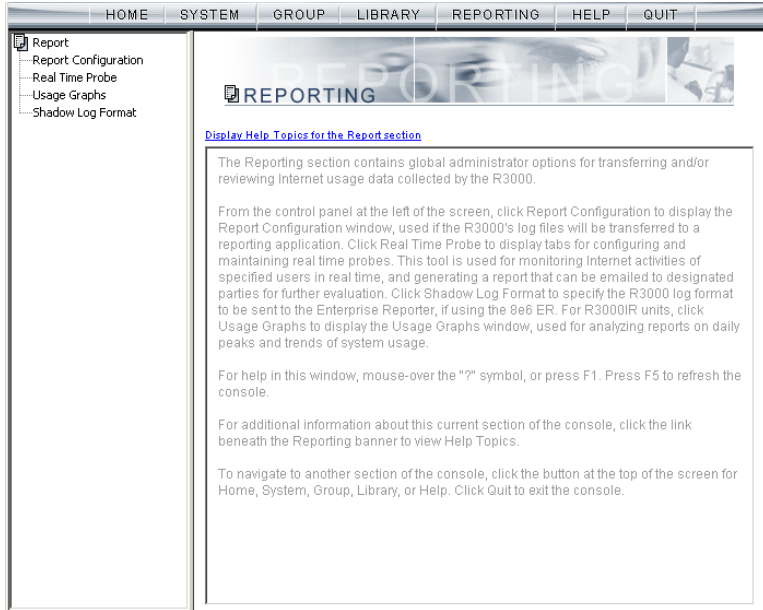 HOME SYSTEM GROUP LIBRARY REPORTING HELP QUIT
Report
Report Configuration
Real Time Probe
Usage Graphs
Shadow Log Format
REPORTING
REPORTING
Display Help Topics for the Report section
The Reporting section contains global administrator options for transferring and/or
reviewing Internet usage data collected by the R3000.
From the control panel at the left of the screen, click Report Configuration to display the
Report Configuration window, used if the R3000's log files will be transferred to a
reporting application. Click Real Time Probe to display tabs for configuring and
maintaining real time probes. This tool is used for monitoring Internet activities of
specified users in real time, and generating a report that can be emailed to designated
parties for further evaluation. Click Shadow Log Format to specify the R3000 log format
to be sent to the Enterprise Reporter, if using the 8e6 ER. For R3000IR units, click
Usage Graphs to display the Usage Graphs window, used for analyzing reports on daily
peaks and trends of system usage.
For help in this window, mouse-over the "?" symbol, or press F1. Press F5 to refresh the
console.
For additional information about this current section of the console, click the link
beneath the Reporting banner to view Help Topics.
To navigate to another section of the console, click the button at the top of the screen for
Home, System, Group, Library, or Help. Click Quit to exit the console.